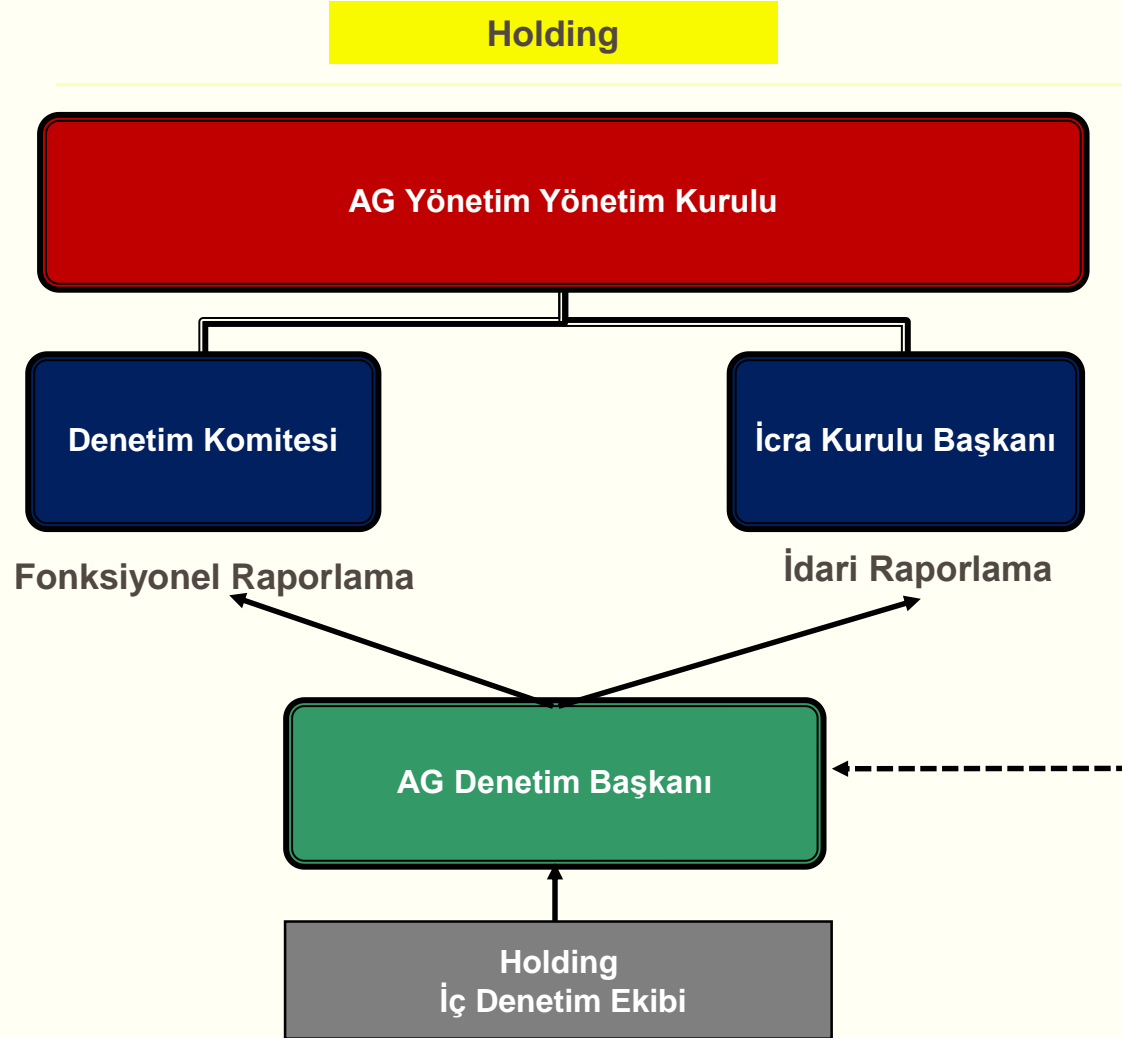 Holding
AG Yönetim Yönetim Kurulu
Denetim Komitesi
İcra Kurulu Başkanı
Fonksiyonel Raporlama
İdari Raporlama
AG Denetim Başkanı
Holding
İç Denetim Ekibi